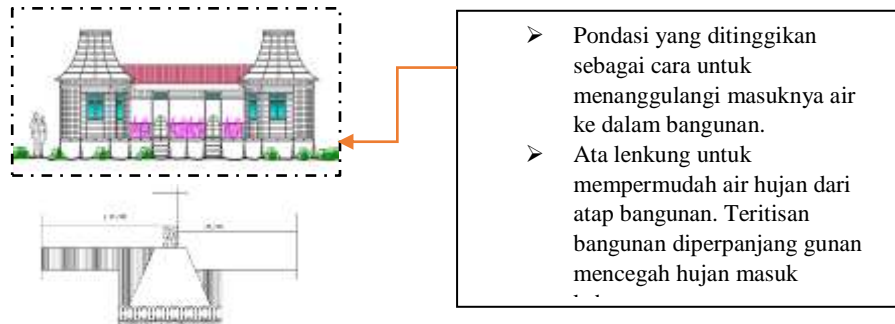 ➢ Pondasi yang ditinggikan
sebagai cara untuk
menanggulangi masuknya air
ke dalam bangunan.
➢ Ata lenkung untuk
mempermudah air hujan dari
atap bangunan. Teritisan
bangunan diperpanjang gunan
mencegah hujan masuk